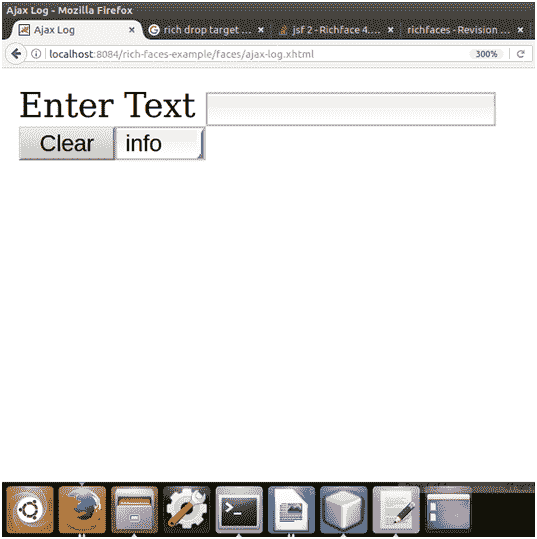 Ajax Log - Mozilla Firefox
Ajax Log × rich drop target ... × jsf 2 - Richface 4.... × richfaces - Revision ... ×
localhost:8084/rich-faces-example/faces/ajax-log.xhtml 300%
Enter Text
Clear info